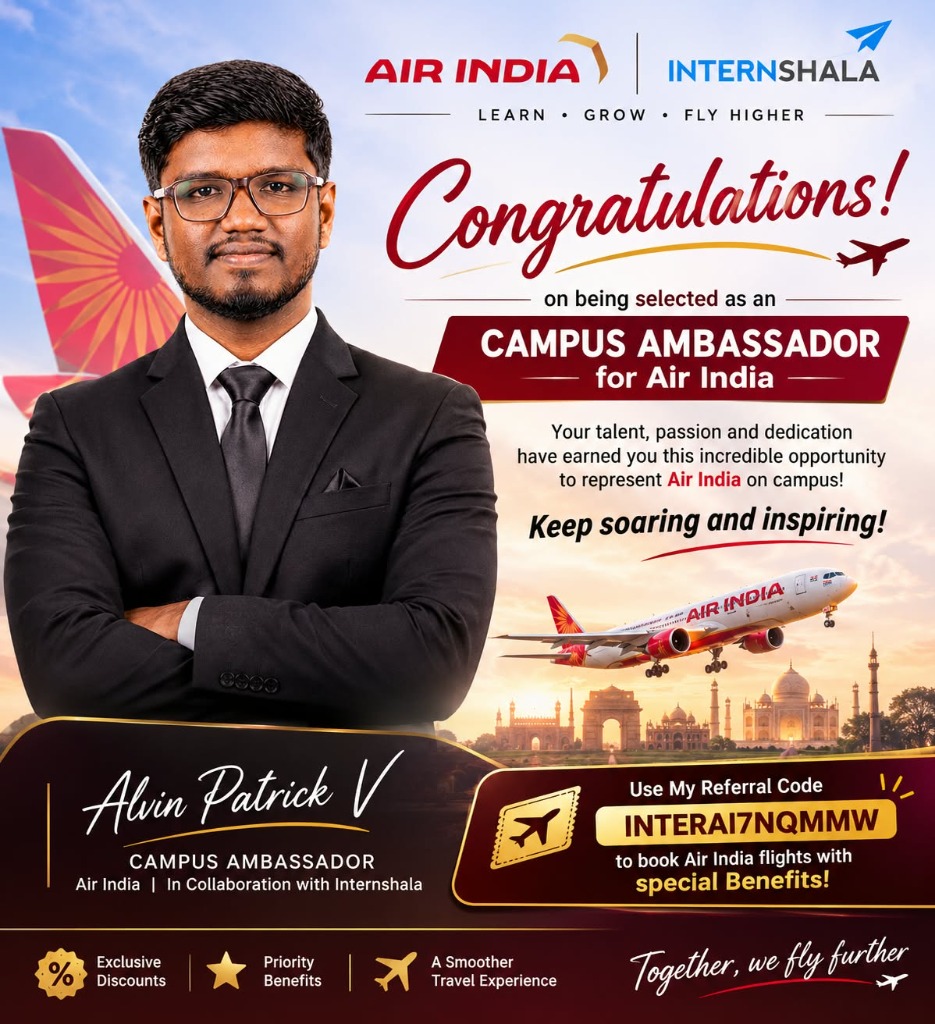 AIR INDIA
INTERNSHALA
LEARN • GROW • FLY HIGHER
Congratulations!
on being selected as an
CAMPUS AMBASSADOR
for Air India
Your talent, passion and dedication
have earned you this incredible opportunity
to represent Air India on campus!
Keep soaring and inspiring!
AIR INDIA
Alvin Patrick V
CAMPUS AMBASSADOR
Air India | In Collaboration with Internshala
Use My Referral Code
INTERAI7NQMMW
to book Air India flights with
special Benefits!
%
Exclusive
Discounts
Priority
Benefits
A Smoother
Travel Experience
Together, we fly further